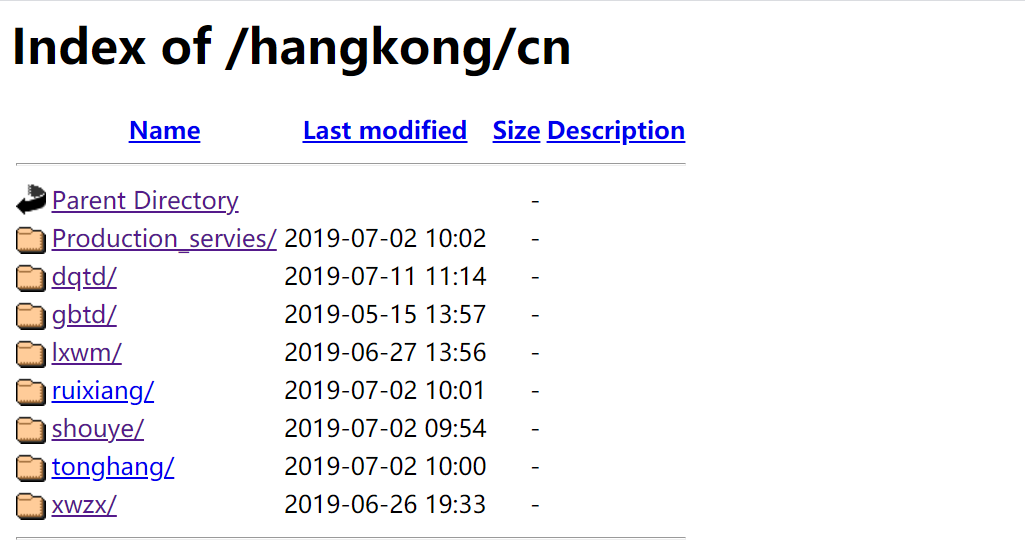 Index of /hangkong/cn
Name Last modified Size Description
Parent Directory -
Production_servies/ 2019-07-02 10:02 -
dqtd/ 2019-07-11 11:14 -
gbtd/ 2019-05-15 13:57 -
lxwm/ 2019-06-27 13:56 -
ruixiang/ 2019-07-02 10:01 -
shouye/ 2019-07-02 09:54 -
tonghang/ 2019-07-02 10:00 -
xwzx/ 2019-06-26 19:33 -